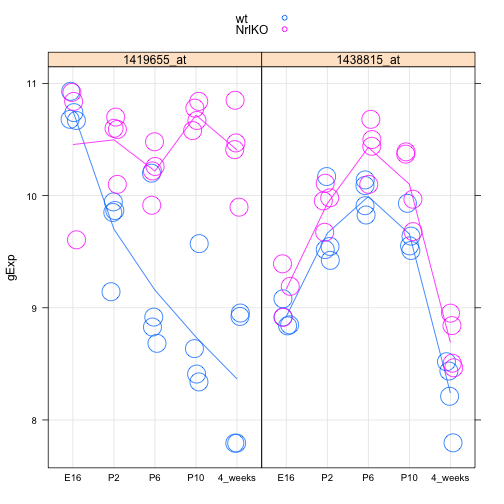 wt
NrlKO
1419655_at 1438815_at
11
10
9
8
gExp
E16 P2 P6 P10 4_weeks E16 P2 P6 P10 4_weeks